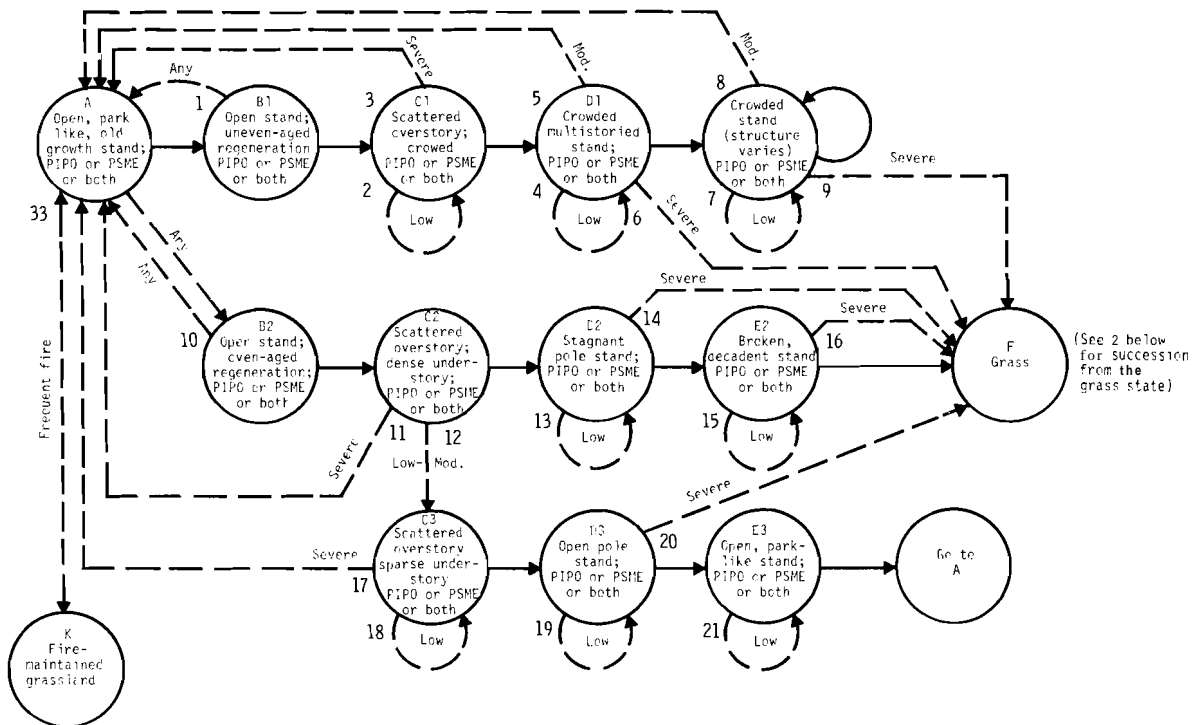 Mod.
Mod.
Severe
Any
A
Open, park
like, old
growth stand;
PIPO or PSME
or both
1
B1
Open stand;
uneven-aged
regeneration
PIPO or PSME
or both
3
C1
Scattered
overstory;
crowed
PIPO or PSME
or both
2
Low
5
D1
Crowded
multistoried
stand;
PIPO or PSME
or both
4
Low
6
8
Crowded
stand
(structure
varies)
PIPO or PSME
or both
7
Low
9
Severe
Severe
33
Any
Any
Frequent fire
10
B2
Open stand;
even-aged
regeneration;
PIPO or PSME
or both
C2
Scattered
overstory;
dense under-
story;
PIPO or PSME
or both
11
12
Severe
Low- Mod.
D2
Stagnant
pole stand;
PIPO or PSME
or both
14
Severe
13
Low
E2
Broken,
decadent stand
PIPO or PSME
or both
16
Severe
15
Low
F
Grass
(See 2 below
for succession
from the
grass state)
Severe
17
C3
Scattered
overstory
sparse under-
story
PIPO or PSME
or both
18
Low
D3
Open pole
stand;
PIPO or PSME
or both
20
Severe
19
Low
E3
Open, park-
like stand;
PIPO or PSME
or both
21
Low
Go to
A
K
Fire-
maintained
grassland